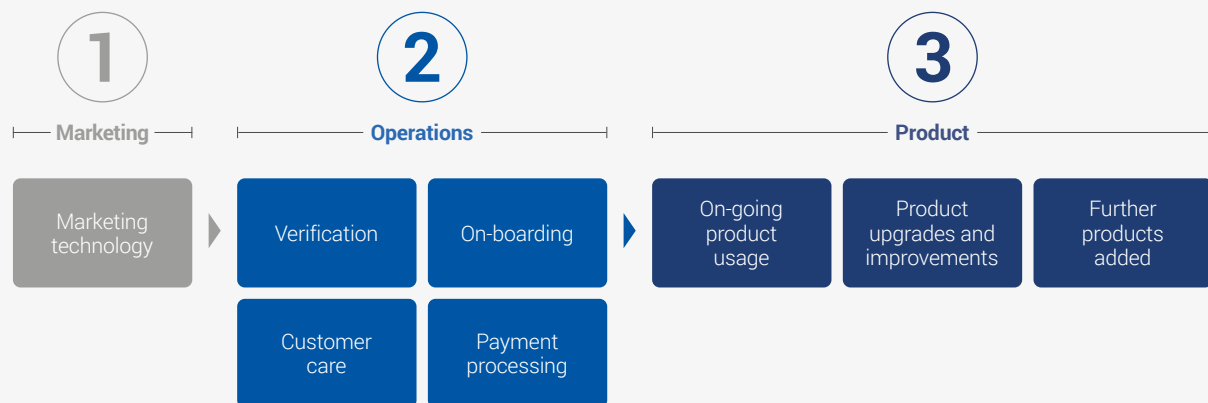 1
2
3
Marketing
Operations
Product
Marketing
technology
Verification
On-boarding
On-going
product
usage
Product
upgrades and
improvements
Further
products
added
Customer
care
Payment
processing